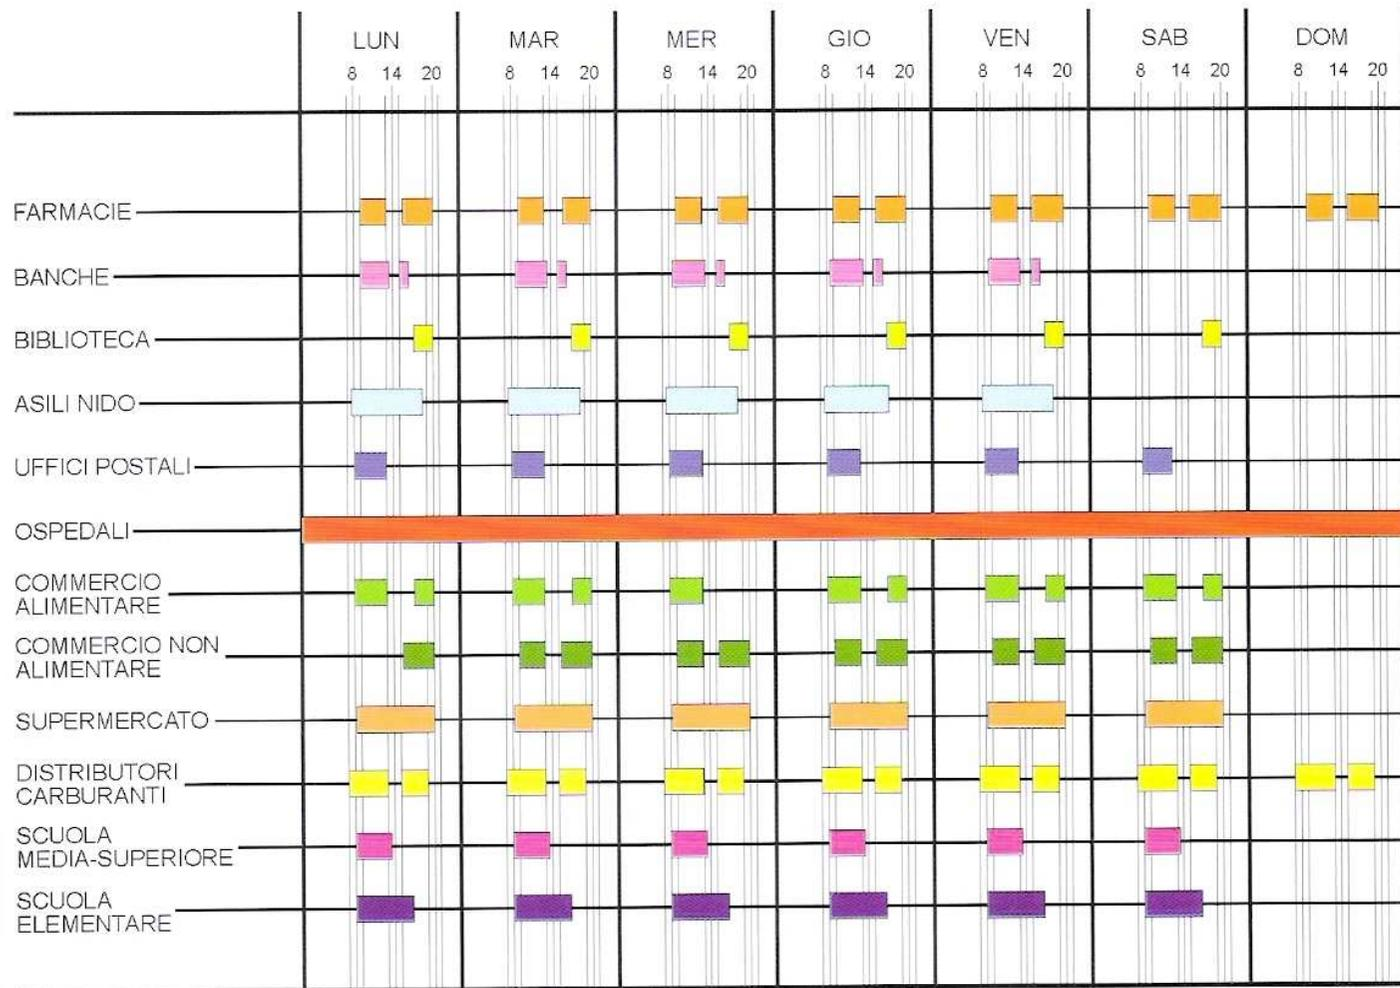 LUN MAR MER GIO VEN SAB DOM
8 14 20 8 14 20 8 14 20 8 14 20 8 14 20 8 14 20 8 14 20
FARMACIE
BANCHE
BIBLIOTECA
ASILI NIDO
UFFICI POSTALI
OSPEDALI
COMMERCIO
ALIMENTARE
COMMERCIO NON
ALIMENTARE
SUPERMERCATO
DISTRIBUTORI
CARBURANTI
SCUOLA
MEDIA-SUPERIORE
SCUOLA
ELEMENTARE